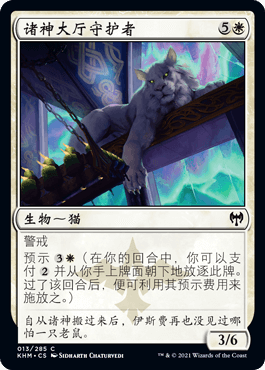 诸神大厅守护者 5
生物~猫
警戒
预示 3（在你的回合中，你可以支
付 2 并从你手上牌面朝下地放逐此牌。
过了该回合后，便可利用其预示费用来
施放之。）
自从诸神搬过来后，伊斯费再也没见过哪
怕一只老鼠。
3/6
013/285 C
KHM • CS SIDHARTH CHATURVEDI
™ & © 2021 Wizards of the Coast